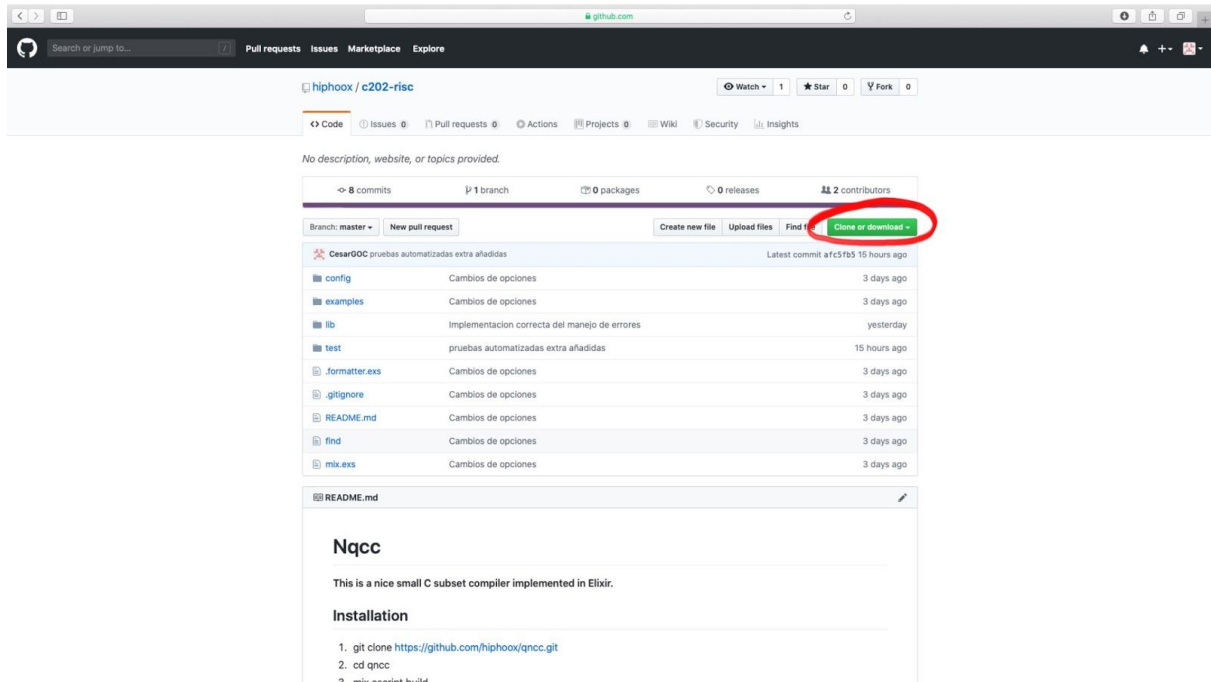 github.com
Search or jump to... / Pull requests Issues Marketplace Explore
hiphoox / c202-risc Watch 1 Star 0 Fork 0
Code Issues 0 Pull requests 0 Actions Projects 0 Wiki Security Insights
No description, website, or topics provided.
8 commits 1 branch 0 packages 0 releases 2 contributors
Branch: master New pull request Create new file Upload files Find Clone or download
CesarGOC pruebas automatizadas extra añadidas Latest commit afc5fb5 15 hours ago
config Cambios de opciones 3 days ago
examples Cambios de opciones 3 days ago
lib Implementacion correcta del manejo de errores yesterday
test pruebas automatizadas extra añadidas 15 hours ago
.formatter.exs Cambios de opciones 3 days ago
.gitignore Cambios de opciones 3 days ago
README.md Cambios de opciones 3 days ago
find Cambios de opciones 3 days ago
mix.exs Cambios de opciones 3 days ago
README.md
Nqcc
This is a nice small C subset compiler implemented in Elixir.
Installation
1. git clone https://github.com/hiphoox/qncc.git
2. cd qncc